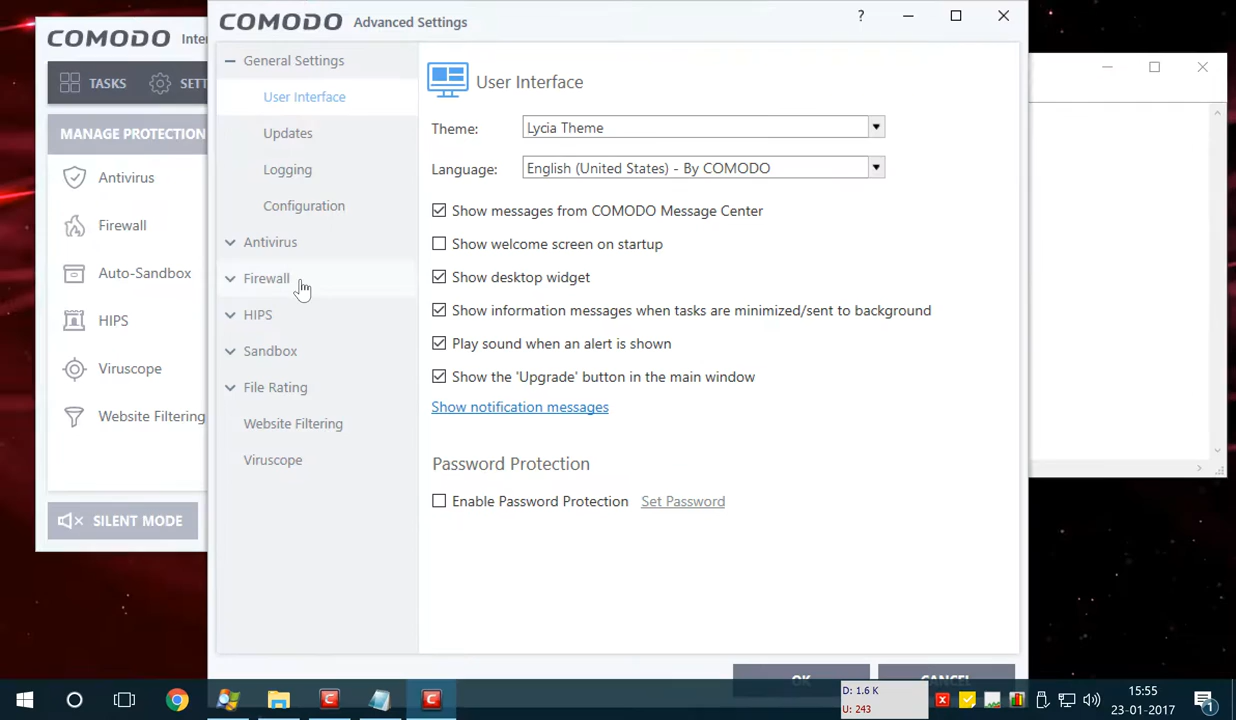 COMODO Advanced Settings
?
COMODO Inter
TASKS
SETT
MANAGE PROTECTION
Antivirus
Firewall
Auto-Sandbox
HIPS
Viruscope
Website Filtering
SILENT MODE
General Settings
User Interface
Updates
Logging
Configuration
Antivirus
Firewall
HIPS
Sandbox
File Rating
Website Filtering
Viruscope
User Interface
Theme: Lycia Theme
Language: English (United States) - By COMODO
Show messages from COMODO Message Center
Show welcome screen on startup
Show desktop widget
Show information messages when tasks are minimized/sent to background
Play sound when an alert is shown
Show the 'Upgrade' button in the main window
Show notification messages
Password Protection
Enable Password Protection Set Password
OK
CANCEL
D: 1.6 K
U: 243
15:55
23-01-2017
1